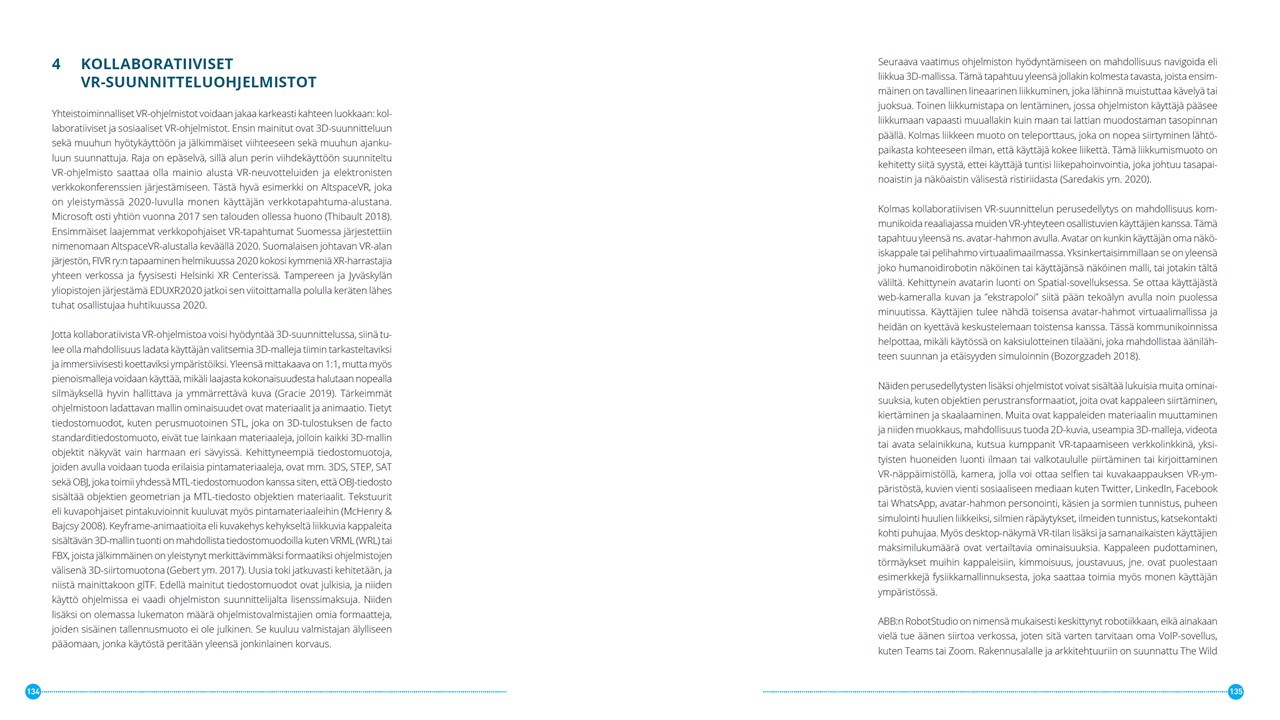 4 KOLLABORATIIVISET
VR-SUUNNITTELUOHJELMISTOT
Yhteistoiminnalliset VR-ohjelmistot voidaan jakaa karkeasti kahteen luokkaan: kol-
laboratiiviset ja sosiaaliset VR-ohjelmistot. Ensin mainitut ovat 3D-suunnitteluun
sekä muuhun hyötykäyttöön ja jälkimmäiset viihteeseen sekä muuhun ajanku-
luun suunnattuja. Raja on epäselvä, sillä alun perin viihdekäyttöön suunniteltu
VR-ohjelmisto saattaa olla mainio alusta VR-neuvotteluiden ja elektronisten
verkkokonferenssien järjestämiseen. Tästä hyvä esimerkki on AltspaceVR, joka
on yleistymässä 2020-luvulla monen käyttäjän verkkotapahtuma-alustana.
Microsoft osti yhtiön vuonna 2017 sen talouden ollessa huono (Thibault 2018).
Ensimmäiset laajemmat verkkopohjaiset VR-tapahtumat Suomessa järjestettiin
nimenomaan AltspaceVR-alustalla keväällä 2020. Suomalaisen johtavan VR-alan
järjestön, FIVR ry:n tapaaminen helmikuussa 2020 kokosi kymmeniä XR-harrastajia
yhteen verkossa ja fyysisesti Helsinki XR Centerissä. Tampereen ja Jyväskylän
yliopistojen järjestämä EDUXR2020 jatkoi sen viitoittamalla polulla keräten lähes
tuhat osallistujaa huhtikuussa 2020.
Jotta kollaboratiivista VR-ohjelmistoa voisi hyödyntää 3D-suunnittelussa, siinä tu-
lee olla mahdollisuus ladata käyttäjän valitsemia 3D-malleja tiimin tarkasteltaviksi
ja immersiivisesti koettaviksi ympäristöiksi. Yleensä mittakaava on 1:1, mutta myös
pienoismalleja voidaan käyttää, mikäli laajasta kokonaisuudesta halutaan nopealla
silmäyksellä hyvin hallittava ja ymmärrettävä kuva (Gracie 2019). Tärkeimmät
ohjelmistoon ladattavan mallin ominaisuudet ovat materiaalit ja animaatio. Tietyt
tiedostomuodot, kuten perusmuotoinen STL, joka on 3D-tulostuksen de facto
standarditiedostomuoto, eivät tue lainkaan materiaaleja, jolloin kaikki 3D-mallin
objektit näkyvät vain harmaan eri sävyissä. Kehittyneempiä tiedostomuotoja,
joiden avulla voidaan tuoda erilaisia pintamateriaaleja, ovat mm. 3DS, STEP, SAT
sekä OBJ, joka toimii yhdessä MTL-tiedostomuodon kanssa siten, että OBJ-tiedosto
sisältää objektien geometrian ja MTL-tiedosto objektien materiaalit. Tekstuurit
eli kuvapohjaiset pintakuvioinnit kuuluvat myös pintamateriaaleihin (McHenry &
Bajcsy 2008). Keyframe-animaatioita eli kuvakehys kehykseltä liikkuvia kappaleita
sisältävän 3D-mallin tuonti on mahdollista tiedostomuodoilla kuten VRML (WRL) tai
FBX, joista jälkimmäinen on yleistynyt merkittävimmäksi formaatiksi ohjelmistojen
välisenä 3D-siirtomuotona (Gebert ym. 2017). Uusia toki jatkuvasti kehitetään, ja
niistä mainittakoon glTF. Edellä mainitut tiedostomuodot ovat julkisia, ja niiden
käyttö ohjelmissa ei vaadi ohjelmiston suunnittelijalta lisenssimaksuja. Niiden
lisäksi on olemassa lukematon määrä ohjelmistovalmistajien omia formaatteja,
joiden sisäinen tallennusmuoto ei ole julkinen. Se kuuluu valmistajan älylliseen
pääomaan, jonka käytöstä peritään yleensä jonkinlainen korvaus.
134
Seuraava vaatimus ohjelmiston hyödyntämiseen on mahdollisuus navigoida eli
liikkua 3D-mallissa. Tämä tapahtuu yleensä jollakin kolmesta tavasta, joista ensim-
mäinen on tavallinen lineaarinen liikkuminen, joka lähinnä muistuttaa kävelyä tai
juoksua. Toinen liikkumistapa on lentäminen, jossa ohjelmiston käyttäjä pääsee
liikkumaan vapaasti muuallakin kuin maan tai lattian muodostaman tasopinnan
päällä. Kolmas liikkeen muoto on teleporttaus, joka on nopea siirtyminen lähtö-
paikasta kohteeseen ilman, että käyttäjä kokee liikettä. Tämä liikkumismuoto on
kehitetty siitä syystä, ettei käyttäjä tuntisi liikepahoinvointia, joka johtuu tasapai-
noaistin ja näköaistin välisestä ristiriidasta (Saredakis ym. 2020).
Kolmas kollaboratiivisen VR-suunnittelun perusedellytys on mahdollisuus kom-
munikoida reaaliajassa muiden VR-yhteyteen osallistuvien käyttäjien kanssa. Tämä
tapahtuu yleensä ns. avatar-hahmon avulla. Avatar on kunkin käyttäjän oma näkö-
iskappale tai pelihahmo virtuaalimaailmassa. Yksinkertaisimmillaan se on yleensä
joko humanoidirobotin näköinen tai käyttäjänsä näköinen malli, tai jotakin tältä
väliltä. Kehittynein avatarin luonti on Spatial-sovelluksessa. Se ottaa käyttäjästä
web-kameralla kuvan ja ”ekstrapoloi” siitä pään tekoälyn avulla noin puolessa
minuutissa. Käyttäjien tulee nähdä toisensa avatar-hahmot virtuaalimallissa ja
heidän on kyettävä keskustelemaan toistensa kanssa. Tässä kommunikoinnissa
helpottaa, mikäli käytössä on kaksiulotteinen tilaääni, joka mahdollistaa ääniläh-
teen suunnan ja etäisyyden simuloinnin (Bozorgzadeh 2018).
Näiden perusedellytysten lisäksi ohjelmistot voivat sisältää lukuisia muita ominai-
suuksia, kuten objektien perustransformaatiot, joita ovat kappaleen siirtäminen,
kiertäminen ja skaalaaminen. Muita ovat kappaleiden materiaalin muuttaminen
ja niiden muokkaus, mahdollisuus tuoda 2D-kuvia, useampia 3D-malleja, videota
tai avata selainikkuna, kutsua kumppanit VR-tapaamiseen verkkolinkkinä, yksi-
tyisten huoneiden luonti ilmaan tai valkotaululle piirtäminen tai kirjoittaminen
VR-näppäimistöllä, kamera, jolla voi ottaa selfien tai kuvakaappauksen VR-ym-
päristöstä, kuvien vienti sosiaaliseen mediaan kuten Twitter, LinkedIn, Facebook
tai WhatsApp, avatar-hahmon personointi, käsien ja sormien tunnistus, puheen
simulointi huulien liikkeiksi, silmien räpäytykset, ilmeiden tunnistus, katsekontakti
kohti puhujaa. Myös desktop-näkymä VR-tilan lisäksi ja samanaikaisten käyttäjien
maksimilukumäärä ovat vertailtavia ominaisuuksia. Kappaleen pudottaminen,
törmäykset muihin kappaleisiin, kimmoisuus, joustavuus, jne. ovat puolestaan
esimerkkejä fysiikkamallinnuksesta, joka saattaa toimia myös monen käyttäjän
ympäristössä.
ABB:n RobotStudio on nimensä mukaisesti keskittynyt robotiikkaan, eikä ainakaan
vielä tue äänen siirtoa verkossa, joten sitä varten tarvitaan oma VoIP-sovellus,
kuten Teams tai Zoom. Rakennusalalle ja arkkitehtuuriin on suunnattu The Wild
135